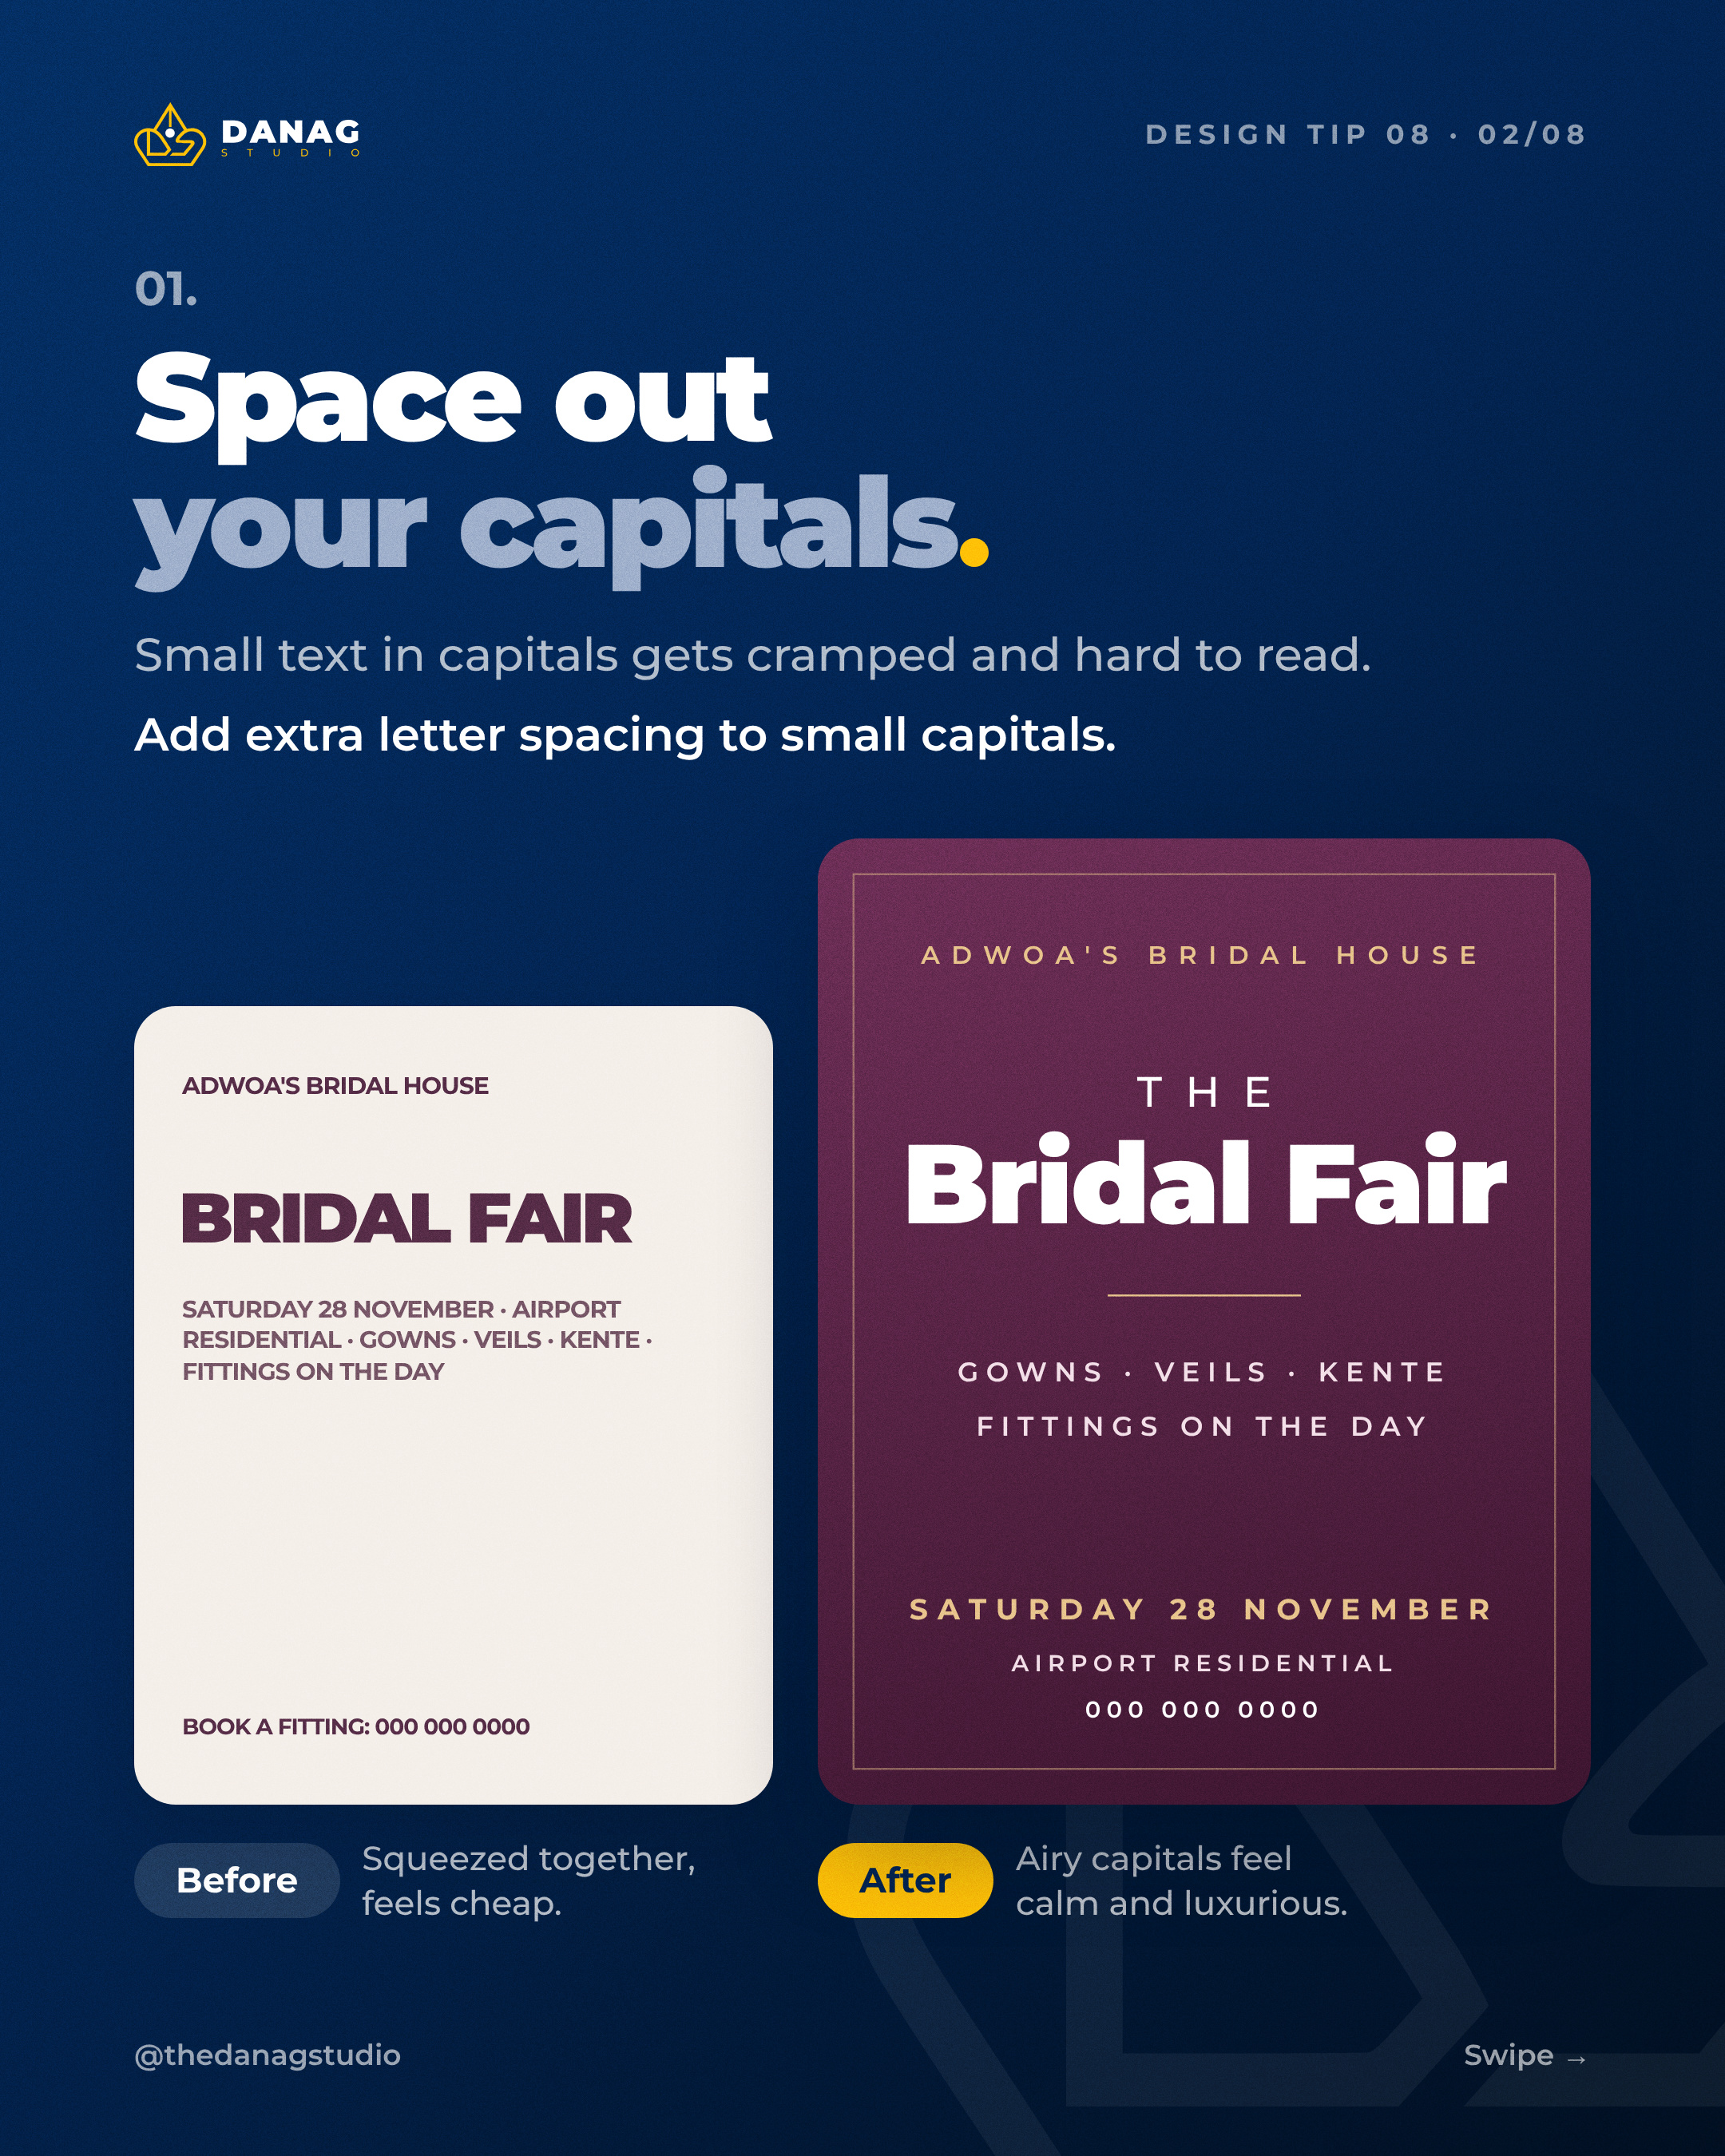 DANAG
STUDIO
DESIGN TIP 08 · 02/08
01.
Space out
your capitals.
Small text in capitals gets cramped and hard to read.
Add extra letter spacing to small capitals.
ADWOA'S BRIDAL HOUSE
BRIDAL FAIR
SATURDAY 28 NOVEMBER · AIRPORT
RESIDENTIAL · GOWNS · VEILS · KENTE ·
FITTINGS ON THE DAY
BOOK A FITTING: 000 000 0000
ADWOA'S BRIDAL HOUSE
THE
Bridal Fair
GOWNS · VEILS · KENTE
FITTINGS ON THE DAY
SATURDAY 28 NOVEMBER
AIRPORT RESIDENTIAL
000 000 0000
Before
Squeezed together,
feels cheap.
After
Airy capitals feel
calm and luxurious.
@thedanagstudio
Swipe →